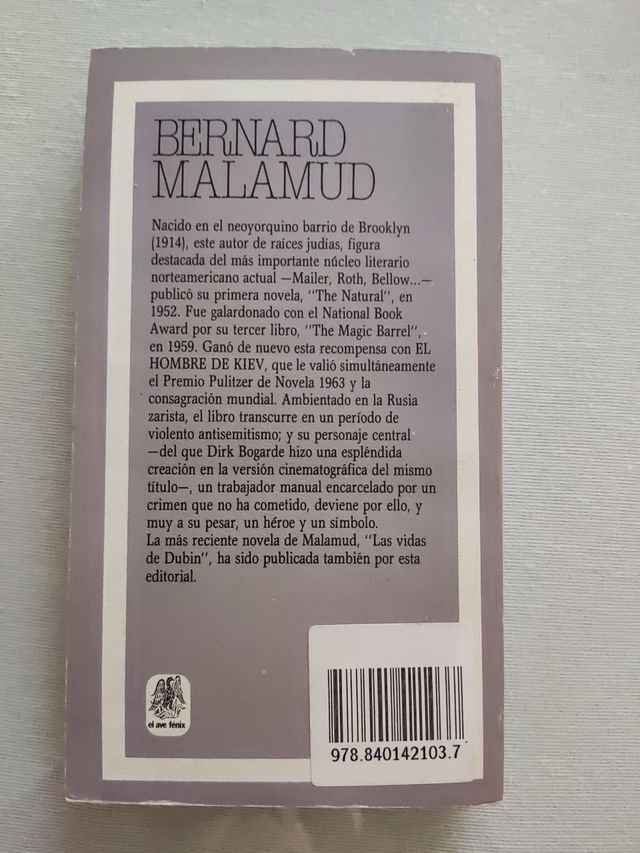 BERNARD
MALAMUD
Nacido en el neoyorquino barrio de Brooklyn
(1914), este autor de raíces judías, figura
destacada del más importante núcleo literario
norteamericano actual —Mailer, Roth, Bellow...—
publicó su primera novela, "The Natural", en
1952. Fue galardonado con el National Book
Award por su tercer libro, "The Magic Barrel",
en 1959. Ganó de nuevo esta recompensa con EL
HOMBRE DE KIEV, que le valió simultáneamente
el Premio Pulitzer de Novela 1963 y la
consagración mundial. Ambientado en la Rusia
zarista, el libro transcurre en un período de
violento antisemitismo; y su personaje central
—del que Dirk Bogarde hizo una espléndida
creación en la versión cinematográfica del mismo
título—, un trabajador manual encarcelado por un
crimen que no ha cometido, deviene por ello, y
muy a su pesar, un héroe y un símbolo.
La más reciente novela de Malamud, "Las vidas
de Dubin", ha sido publicada también por esta
editorial.
el ave fénix
978.840142103.7